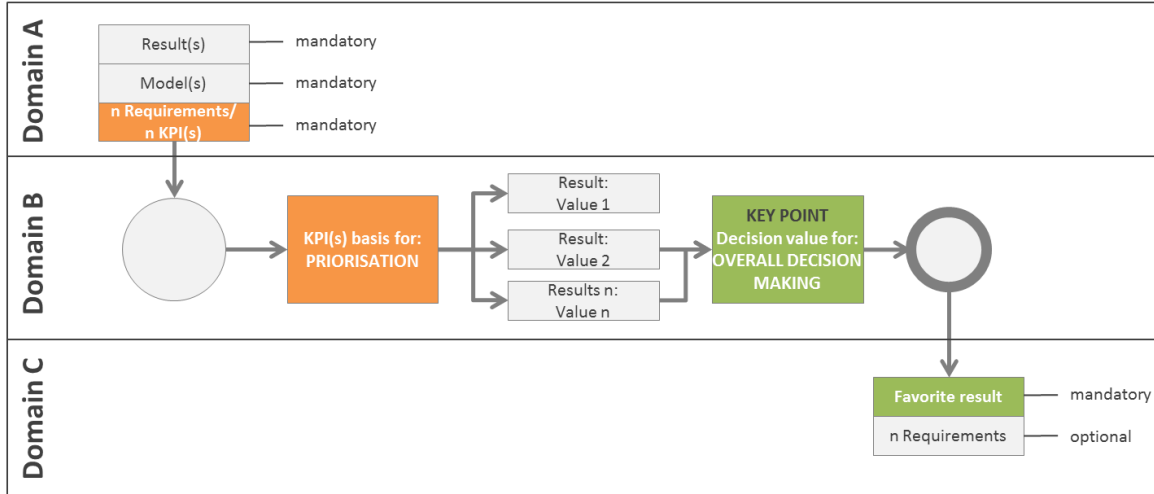 Domain A
Result(s)
mandatory
Model(s)
mandatory
n Requirements/
n KPI(s)
mandatory
Domain B
KPI(s) basis for:
PRIORISATION
Result:
Value 1
Result:
Value 2
Results n:
Value n
KEY POINT
Decision value for:
OVERALL DECISION
MAKING
Domain C
Favorite result
mandatory
n Requirements
optional